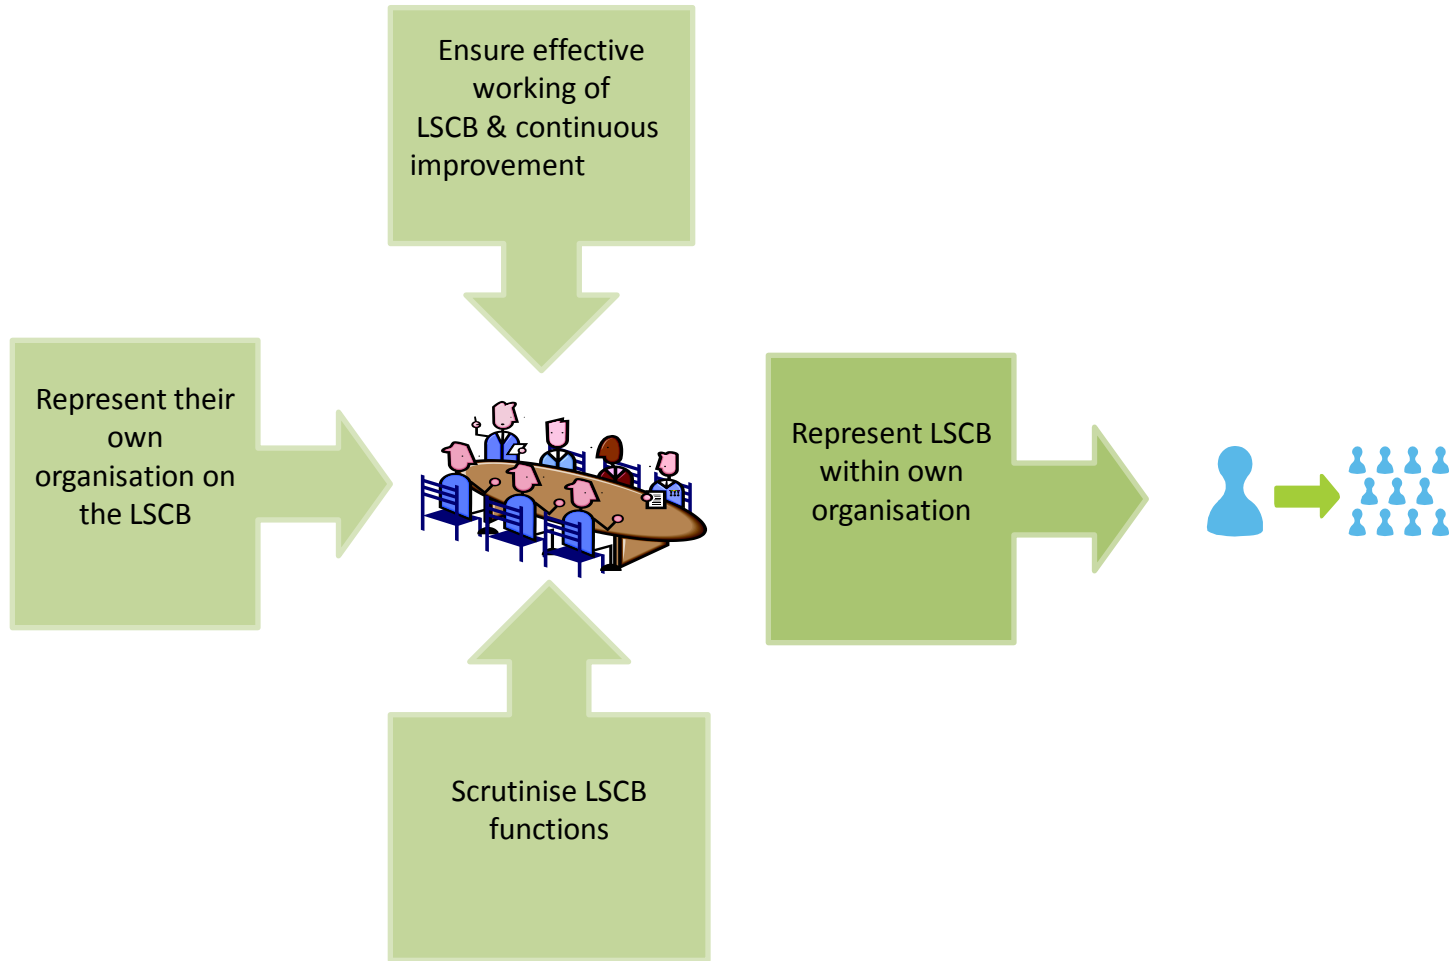 Ensure effective
working of
LSCB & continuous
improvement
Represent their
own
organisation on
the LSCB
Represent LSCB
within own
organisation
Scrutinise LSCB
functions